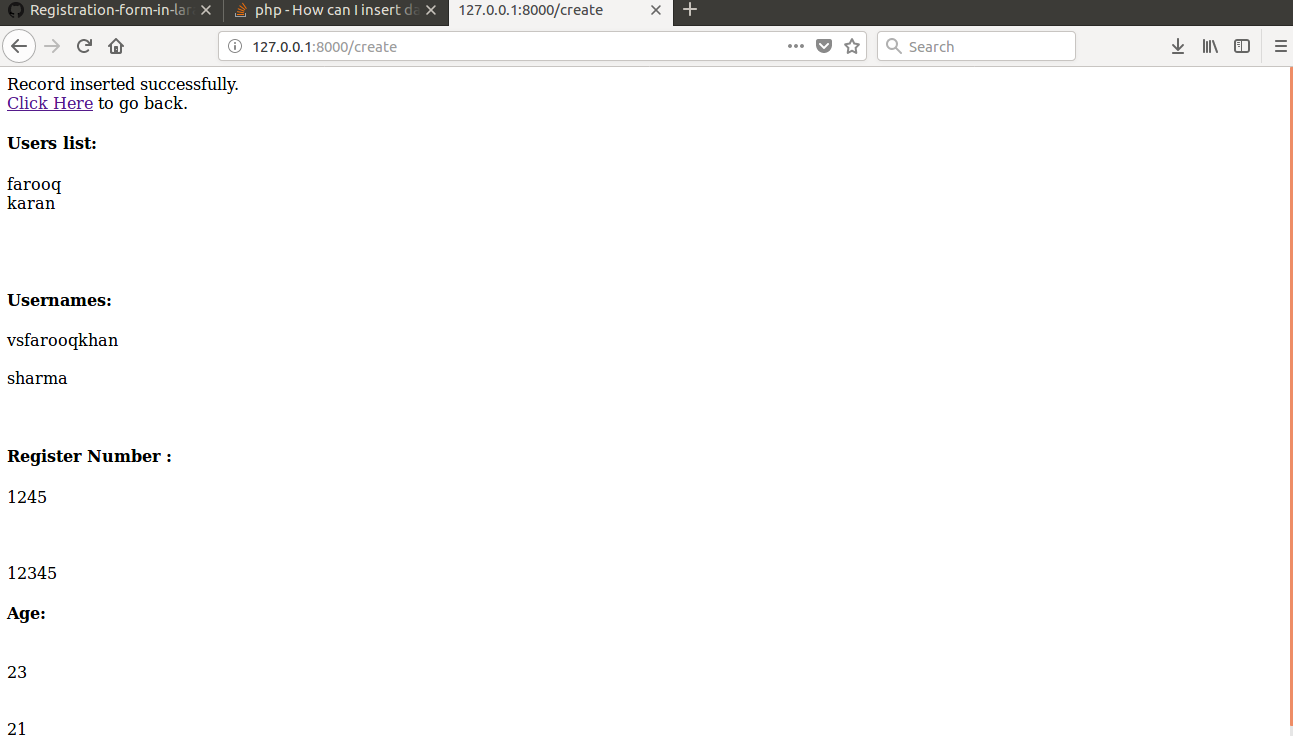 Registration-form-in-lar
php - How can I insert da
127.0.0.1:8000/create
127.0.0.1:8000/create
Search
Record inserted successfully.
Click Here to go back.
Users list:
farooq
karan
Usernames:
vsfarooqkhan
sharma
Register Number :
1245
12345
Age:
23
21